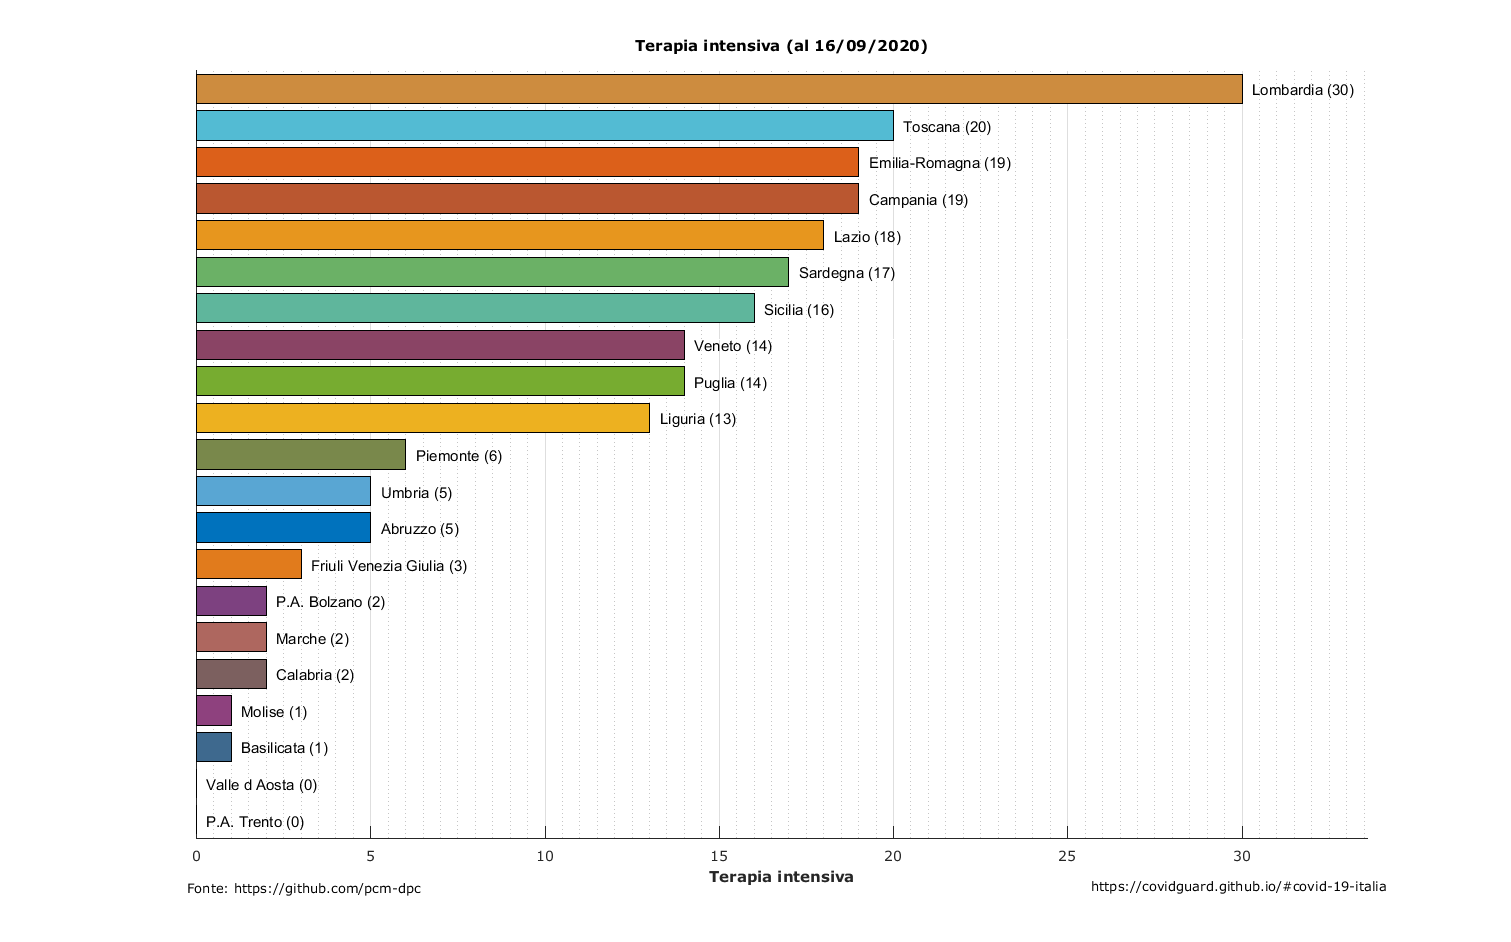 Terapia intensiva (al 16/09/2020)
Lombardia (30)
Toscana (20)
Emilia-Romagna (19)
Campania (19)
Lazio (18)
Sardegna (17)
Sicilia (16)
Veneto (14)
Puglia (14)
Liguria (13)
Piemonte (6)
Umbria (5)
Abruzzo (5)
Friuli Venezia Giulia (3)
P.A. Bolzano (2)
Marche (2)
Calabria (2)
Molise (1)
Basilicata (1)
Valle d Aosta (0)
P.A. Trento (0)
0 5 10 15 20 25 30
Terapia intensiva
Fonte: https://github.com/pcm-dpc
https://covidguard.github.io/#covid-19-italia